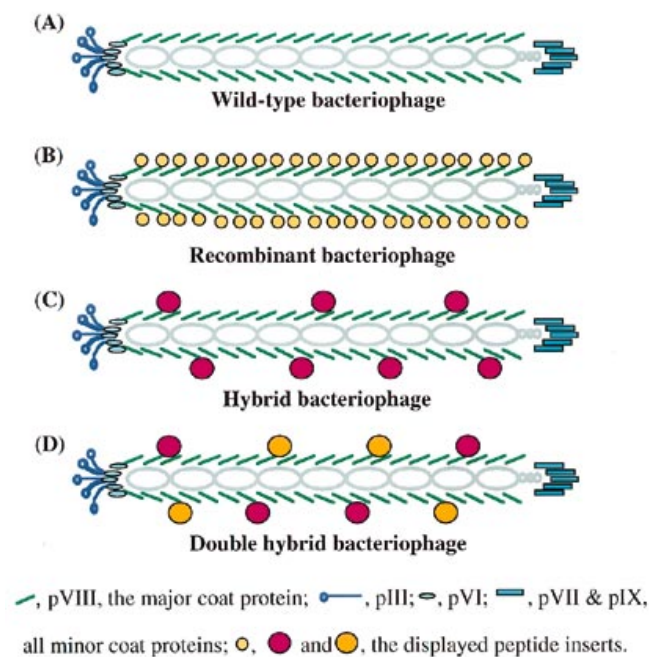 (A)
Wild-type bacteriophage
(B)
Recombinant bacteriophage
(C)
Hybrid bacteriophage
(D)
Double hybrid bacteriophage
, pVIII, the major coat protein; , pIII; , pVI; , pVII & pIX,
all minor coat proteins; , and , the displayed peptide inserts.